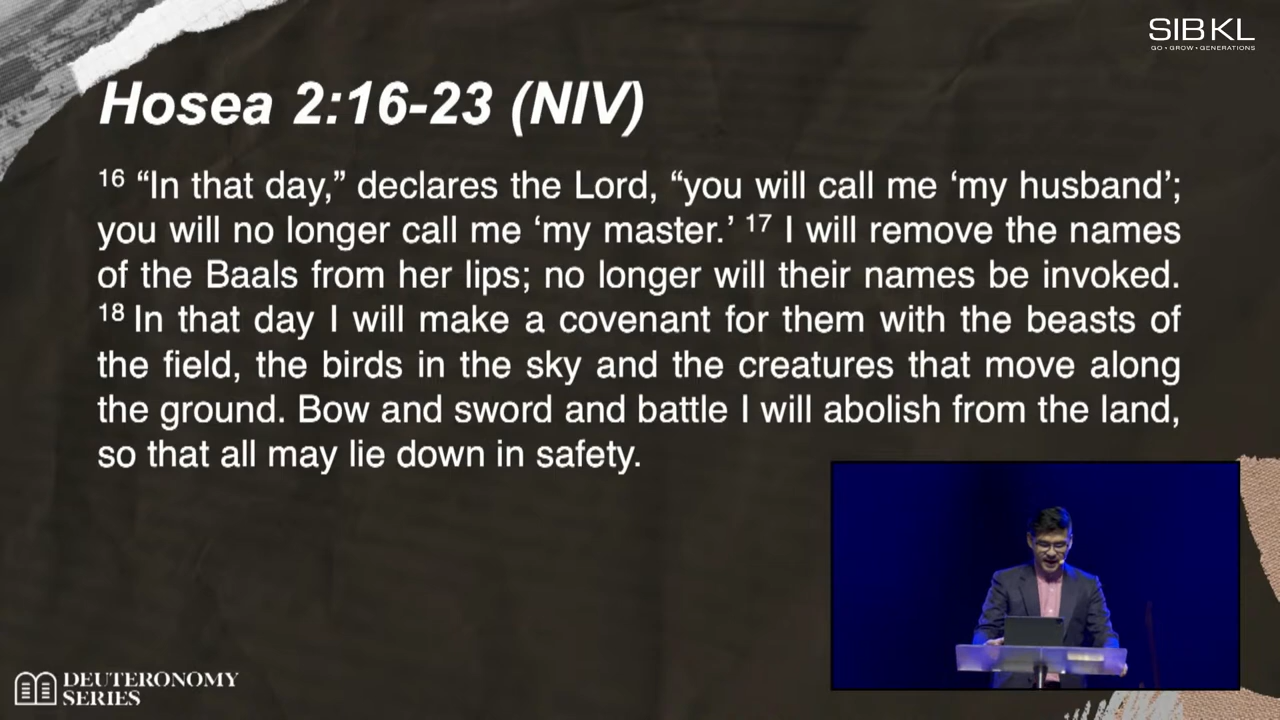 SIBKL
GO • GROW • GENERATIONS
Hosea 2:16-23 (NIV)
16 “In that day,” declares the Lord, “you will call me ‘my husband’;
you will no longer call me ‘my master.’ 17 I will remove the names
of the Baals from her lips; no longer will their names be invoked.
18 In that day I will make a covenant for them with the beasts of
the field, the birds in the sky and the creatures that move along
the ground. Bow and sword and battle I will abolish from the land,
so that all may lie down in safety.
DEUTERONOMY
SERIES